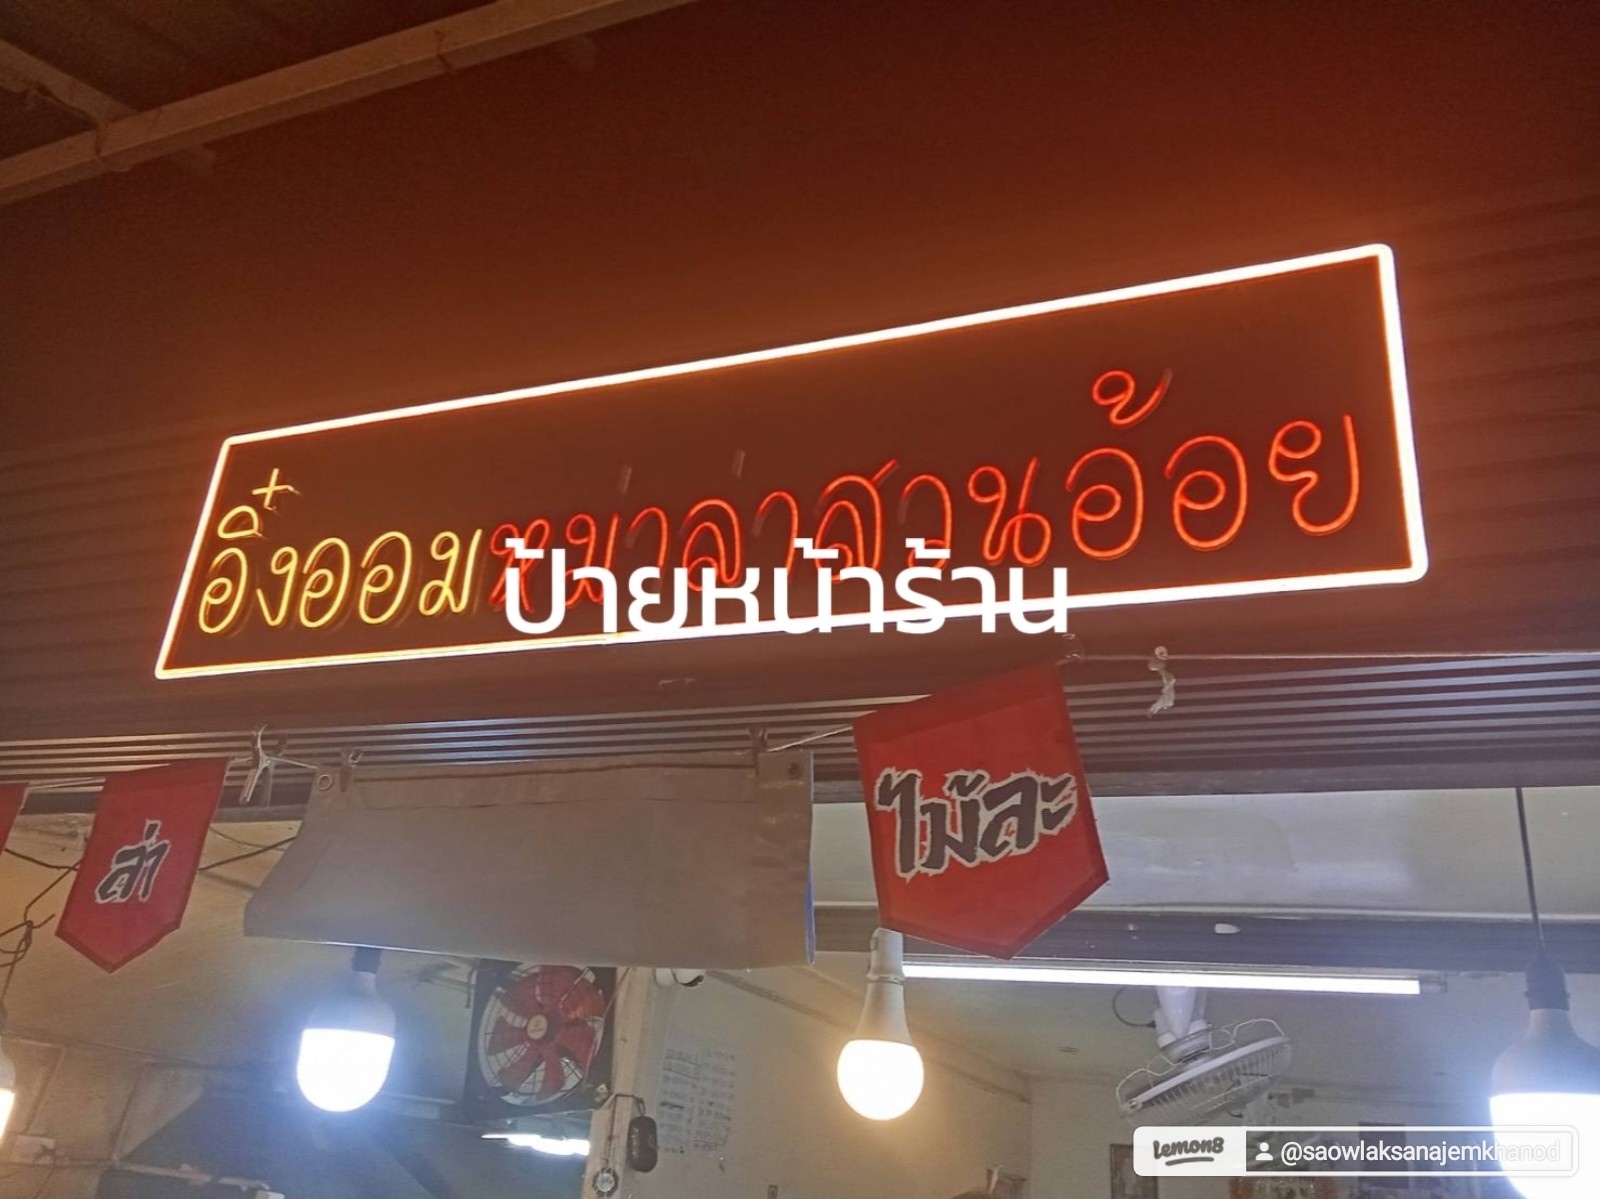 อิ๋งออมหม่าล่าสวนอ้อย
ป้ายหน้าร้าน
ล่า
ไม้ละ
Lemon8 @saowlaksanajemkhanod